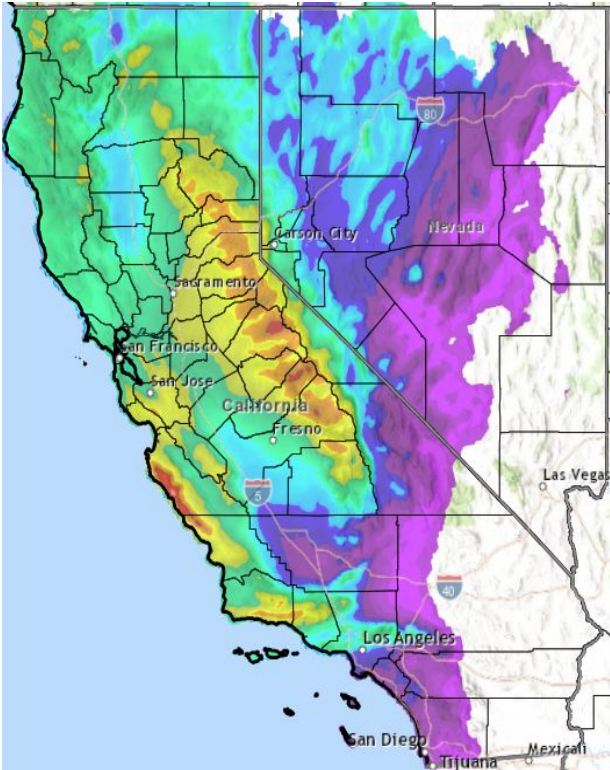 80
Nevada
Carson City
Sacramento
San Francisco
San Jose
California
Fresno
5
Las Vegas
40
Los Angeles
San Diego
Tijuana
Mexicali